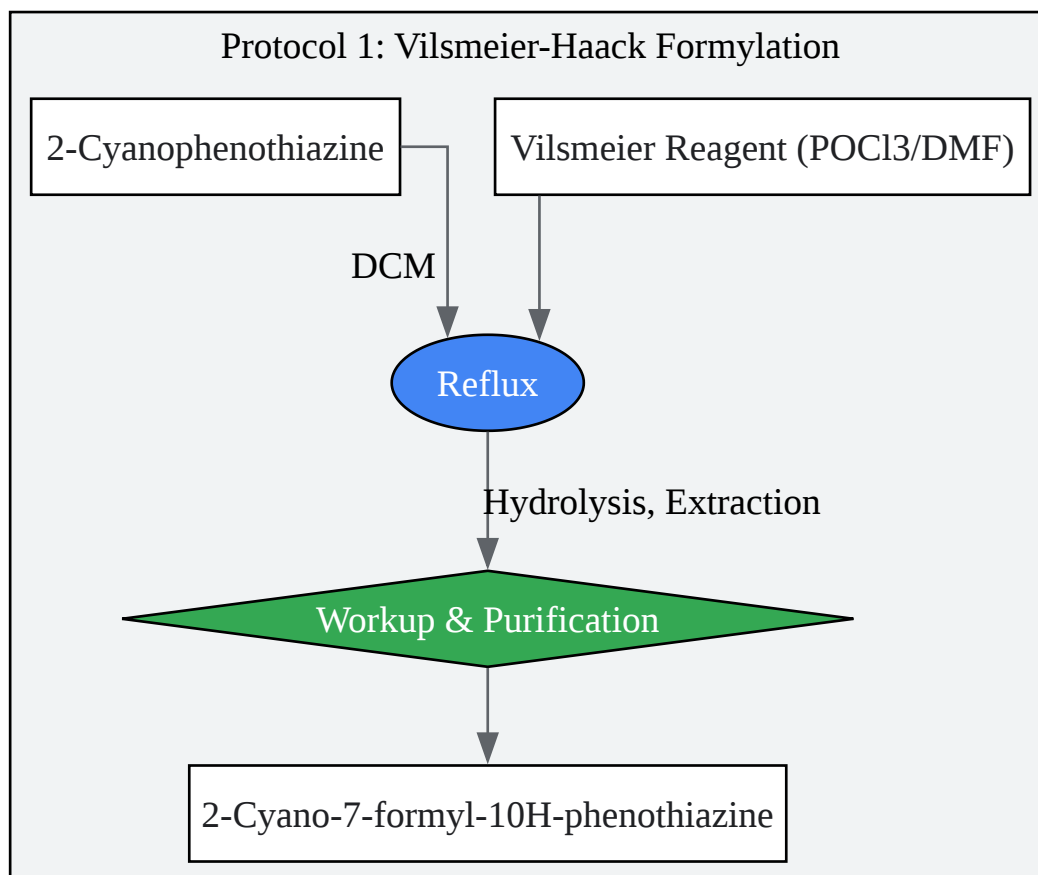 Protocol 1: Vilsmeier-Haack Formylation
2-Cyanophenothiazine
Vilsmeier Reagent (POCl3/DMF)
DCM
Reflux
Hydrolysis, Extraction
Workup & Purification
2-Cyano-7-formyl-10H-phenothiazine